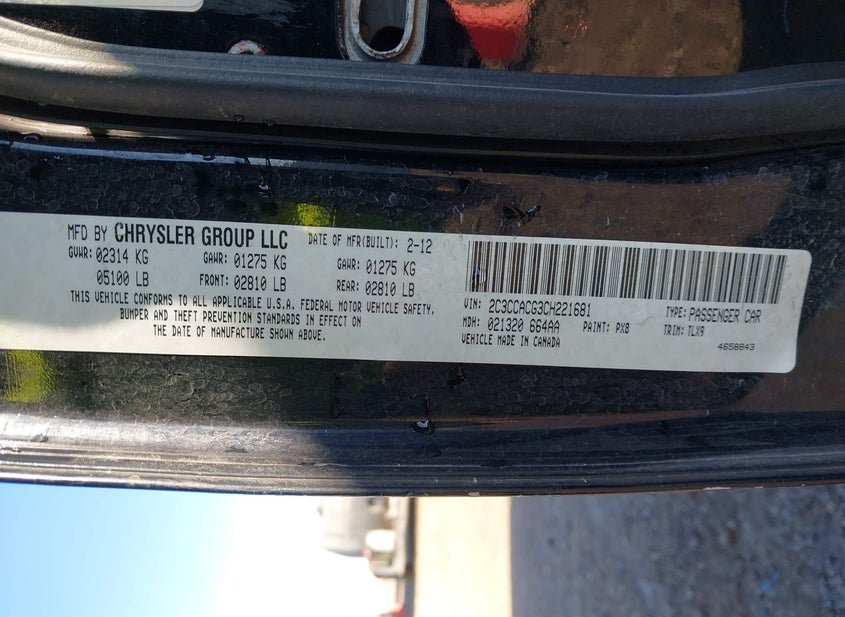 MFD BY CHRYSLER GROUP LLC DATE OF MFR(BUILT): 2-12
GVWR: 02314 KG GAWR: 01275 KG GAWR: 01275 KG
05100 LB FRONT: 02810 LB REAR: 02810 LB
THIS VEHICLE CONFORMS TO ALL APPLICABLE U.S.A. FEDERAL MOTOR VEHICLE SAFETY,
BUMPER AND THEFT PREVENTION STANDARDS IN EFFECT ON
THE DATE OF MANUFACTURE SHOWN ABOVE.
VIN: 2C3CCACG3CH221681 TYPE: PASSENGER CAR
MDH: 021320 664AA PAINT: PX8 TRIM: TLX9
VEHICLE MADE IN CANADA 4658843